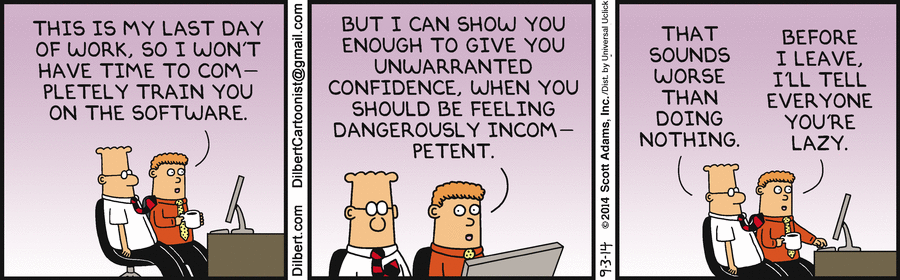 THIS IS MY LAST DAY
OF WORK, SO I WON'T
HAVE TIME TO COM-
PLETELY TRAIN YOU
ON THE SOFTWARE.
Dilbert.com DilbertCartoonist@gmail.com
BUT I CAN SHOW YOU
ENOUGH TO GIVE YOU
UNWARRANTED
CONFIDENCE, WHEN YOU
SHOULD BE FEELING
DANGEROUSLY INCOM-
PETENT.
9-3-14 ©2014 Scott Adams, Inc. /Dist. by Universal Uclick
THAT
SOUNDS
WORSE
THAN
DOING
NOTHING.
BEFORE
I LEAVE,
I'LL TELL
EVERYONE
YOU'RE
LAZY.